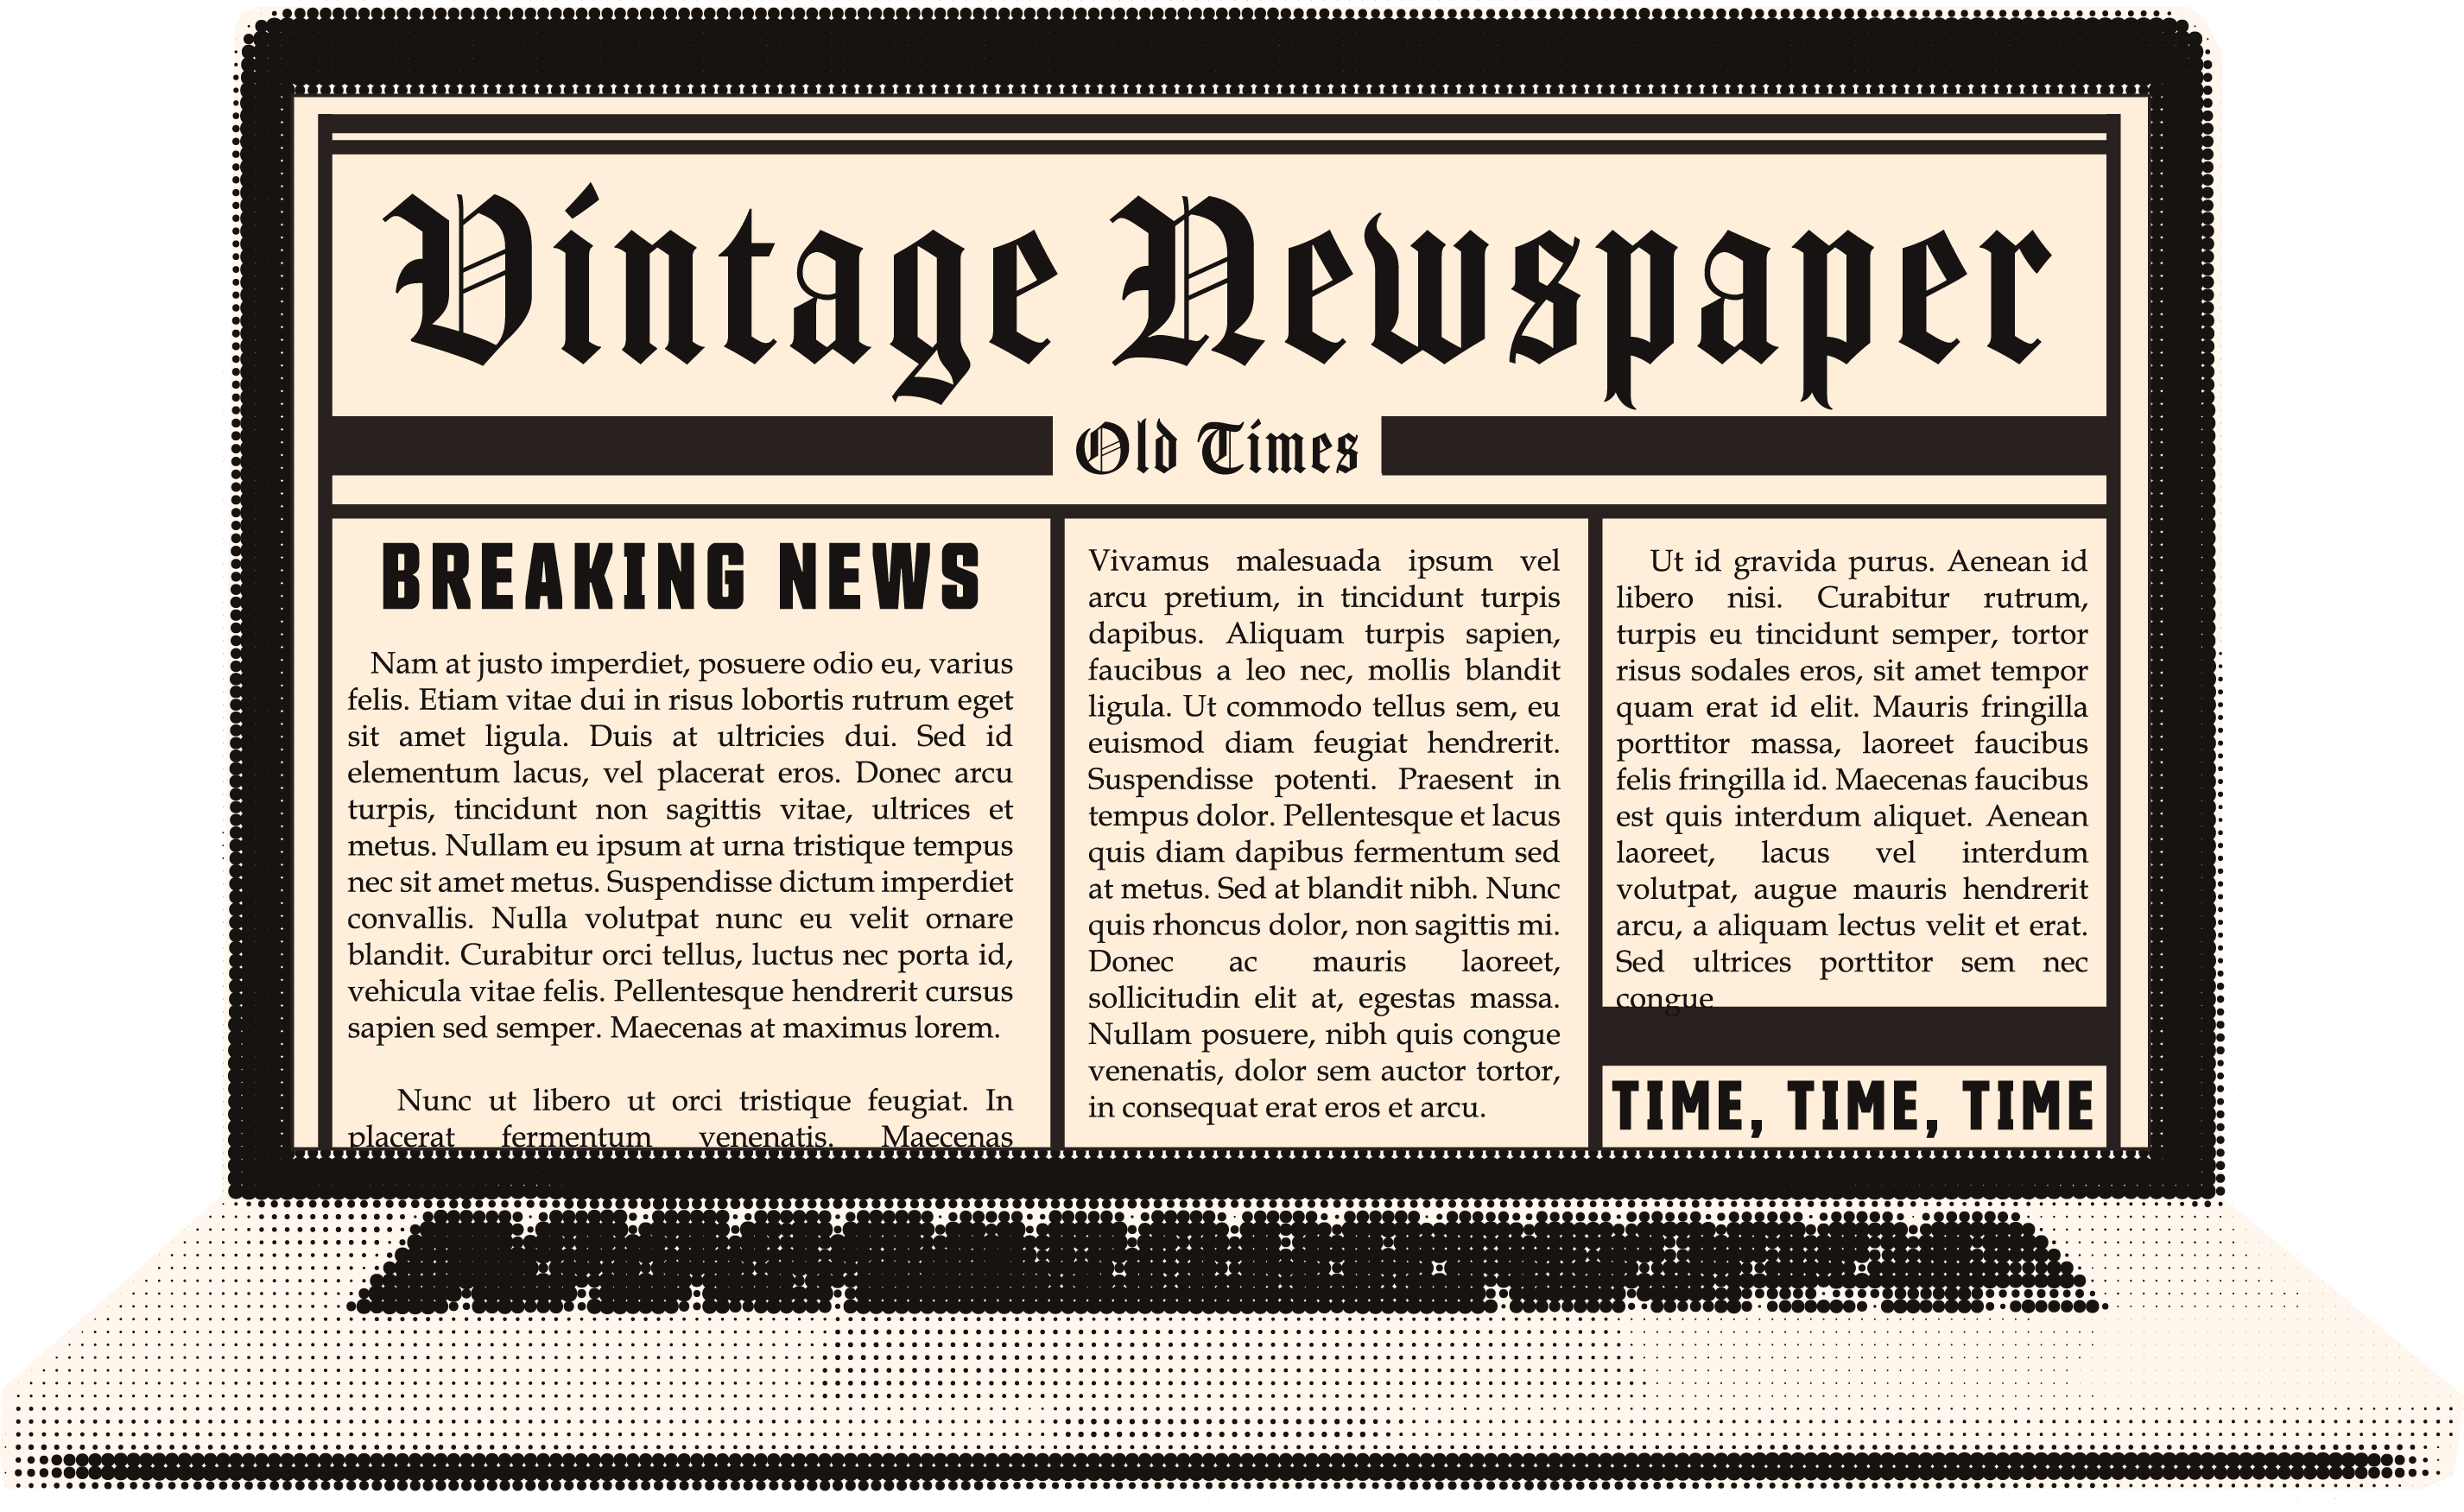 Vintage Newspaper
Old Times
BREAKING NEWS
Nam at justo imperdiet, posuere odio eu, varius
felis. Etiam vitae dui in risus lobortis rutrum eget
sit amet ligula. Duis at ultricies dui. Sed id
elementum lacus, vel placerat eros. Donec arcu
turpis, tincidunt non sagittis vitae, ultrices et
metus. Nullam eu ipsum at urna tristique tempus
nec sit amet metus. Suspendisse dictum imperdiet
convallis. Nulla volutpat nunc eu velit ornare
blandit. Curabitur orci tellus, luctus nec porta id,
vehicula vitae felis. Pellentesque hendrerit cursus
sapien sed semper. Maecenas at maximus lorem.
Nunc ut libero ut orci tristique feugiat. In
placerat fermentum venenatis. Maecenas
Vivamus malesuada ipsum vel
arcu pretium, in tincidunt turpis
dapibus. Aliquam turpis sapien,
faucibus a leo nec, mollis blandit
ligula. Ut commodo tellus sem, eu
euismod diam feugiat hendrerit.
Suspendisse potenti. Praesent in
tempus dolor. Pellentesque et lacus
quis diam dapibus fermentum sed
at metus. Sed at blandit nibh. Nunc
quis rhoncus dolor, non sagittis mi.
Donec ac mauris laoreet,
sollicitudin elit at, egestas massa.
Nullam posuere, nibh quis congue
venenatis, dolor sem auctor tortor,
in consequat erat eros et arcu.
Ut id gravida purus. Aenean id
libero nisi. Curabitur rutrum,
turpis eu tincidunt semper, tortor
risus sodales eros, sit amet tempor
quam erat id elit. Mauris fringilla
porttitor massa, laoreet faucibus
felis fringilla id. Maecenas faucibus
est quis interdum aliquet. Aenean
laoreet, lacus vel interdum
volutpat, augue mauris hendrerit
arcu, a aliquam lectus velit et erat.
Sed ultrices porttitor sem nec
congue
TIME, TIME, TIME